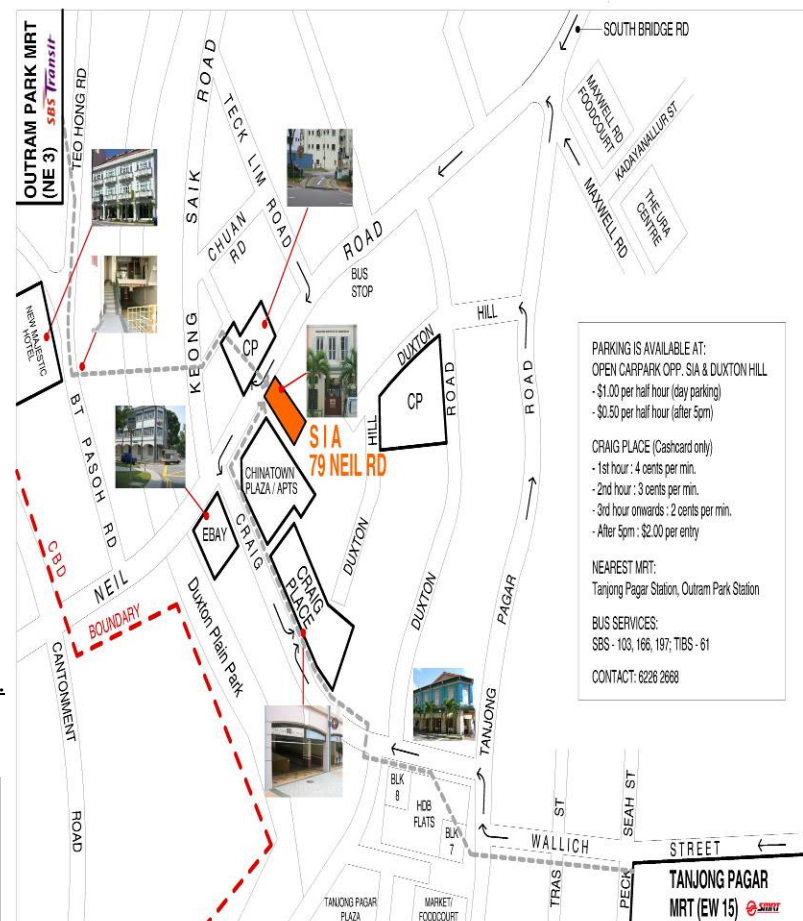 OUTRAM PARK MRT
(NE 3)
SBS Transit
TEO HONG RD
KEONG SAIK ROAD
TECK LIM ROAD
CHUAN
RD
SOUTH BRIDGE RD
MAXWELL RD
FOODCOURT
KADAYANALLUR ST
THE URA
CENTRE
MAXWELL RD
ROAD
BUS
STOP
NEW MAJESTIC
HOTEL
CP
DUXTON
HILL
HILL
CP
ROAD
ROAD
BT PASOH RD
SIA
79 NEIL RD
CHINATOWN
PLAZA / APTS
EBAY
CRAIG
CRAIG
PLACE
DUXTON
DUXTON
PAGAR
TANJONG
CBD
BOUNDARY
NEIL
CANTONMENT
ROAD
Duxton Plain Park
PARKING IS AVAILABLE AT:
OPEN CARPARK OPP. SIA & DUXTON HILL
- $1.00 per half hour (day parking)
- $0.50 per half hour (after 5pm)
CRAIG PLACE (Cashcard only)
- 1st hour : 4 cents per min.
- 2nd hour : 3 cents per min.
- 3rd hour onwards : 2 cents per min.
- After 5pm : $2.00 per entry
NEAREST MRT:
Tanjong Pagar Station, Outram Park Station
BUS SERVICES:
SBS - 103, 166, 197; TIBS - 61
CONTACT: 6226 2668
BLK
8
HDB
FLATS
BLK
7
TRAS ST
PECK SEAH ST
WALLICH STREET
TANJONG PAGAR
MRT (EW 15) SMRT
TANJONG PAGAR
PLAZA
MARKET/
FOODCOURT